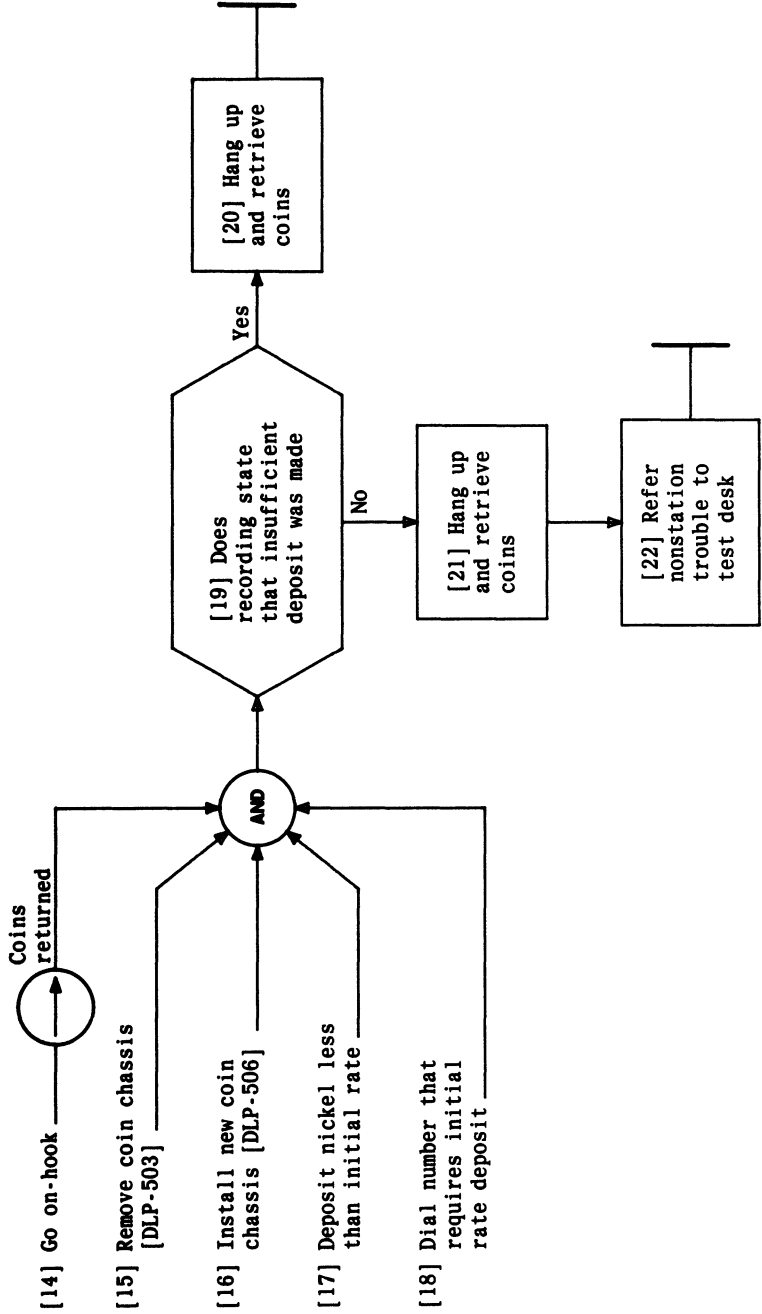 [14] Go on-hook
Coins
returned
[15] Remove coin chassis
[DLP-503]
[16] Install new coin
chassis [DLP-506]
[17] Deposit nickel less
than initial rate
[18] Dial number that
requires initial
rate deposit
AND
[19] Does
recording state
that insufficient
deposit was made
Yes
[20] Hang up
and retrieve
coins
No
[21] Hang up
and retrieve
coins
[22] Refer
nonstation
trouble to
test desk